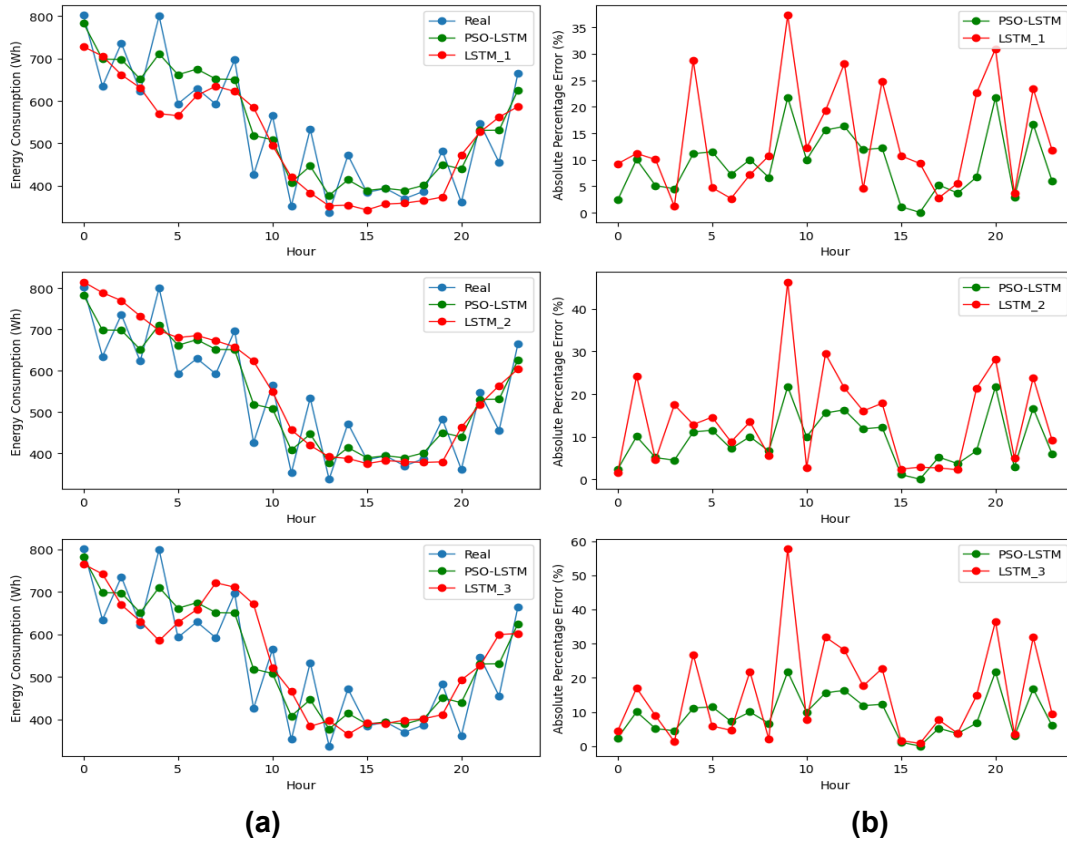 800
700
600
500
400
0
5
10
15
20
Hour
Energy Consumption (Wh)
Real
PSO-LSTM
LSTM_1
35
30
25
20
15
10
5
0
0
5
10
15
20
Hour
Absolute Percentage Error (%)
PSO-LSTM
LSTM_1
800
700
600
500
400
0
5
10
15
20
Hour
Energy Consumption (Wh)
Real
PSO-LSTM
LSTM_2
40
30
20
10
0
0
5
10
15
20
Hour
Absolute Percentage Error (%)
PSO-LSTM
LSTM_2
800
700
600
500
400
0
5
10
15
20
Hour
Energy Consumption (Wh)
Real
PSO-LSTM
LSTM_3
60
50
40
30
20
10
0
0
5
10
15
20
Hour
Absolute Percentage Error (%)
PSO-LSTM
LSTM_3
(a)
(b)